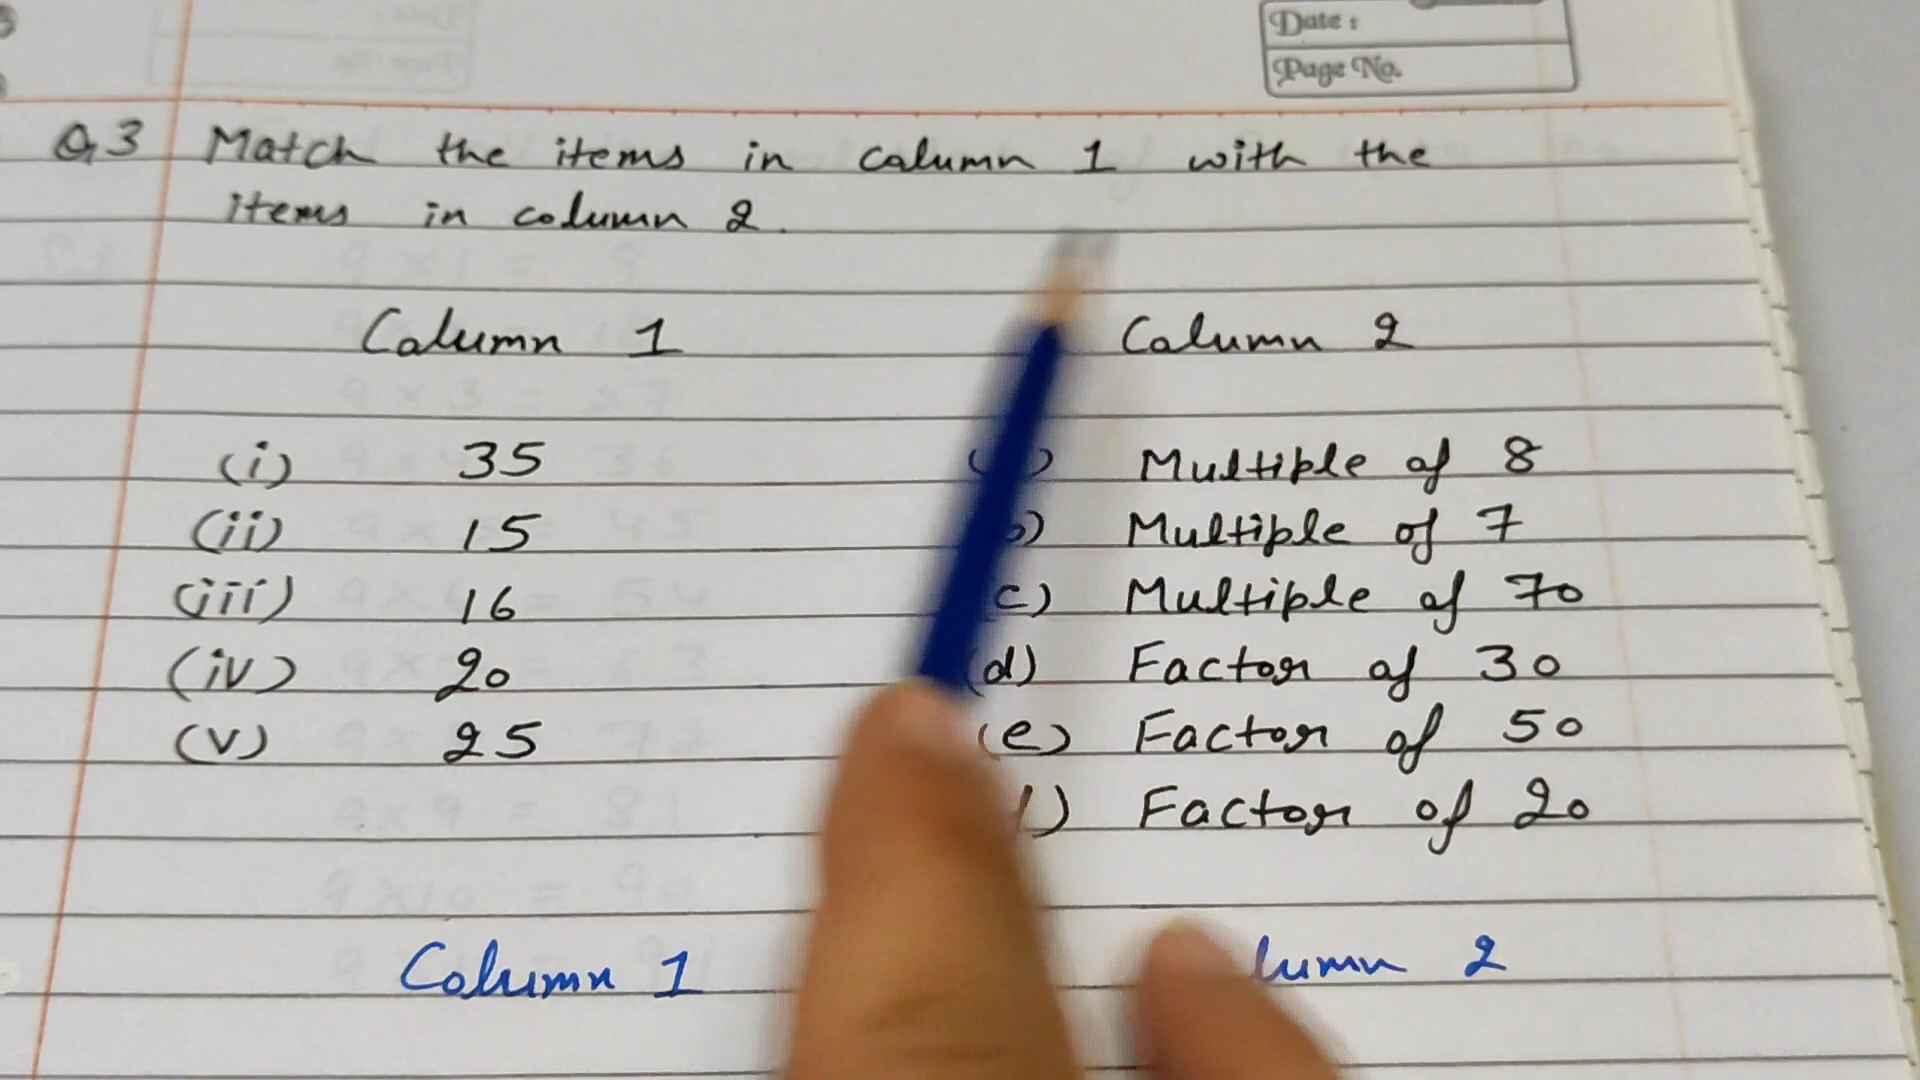 Date :
Page No.
Q3 Match the items in column 1 with the
items in column 2.
Column 1 Column 2
(i) 35 Multiple of 8
(ii) 15 b) Multiple of 7
(iii) 16 c) Multiple of 70
(iv) 20 (d) Factor of 30
(v) 25 (e) Factor of 50
Factor of 20
Column 1 lumn 2